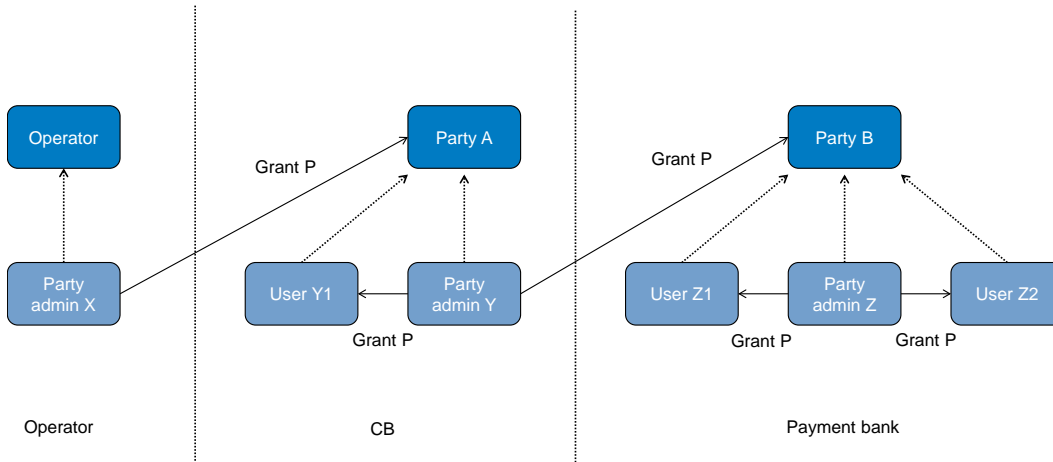 Operator
Party A
Party B
Grant P
Grant P
Party
admin X
User Y1
Party
admin Y
User Z1
Party
admin Z
User Z2
Grant P
Grant P
Grant P
Operator
CB
Payment bank